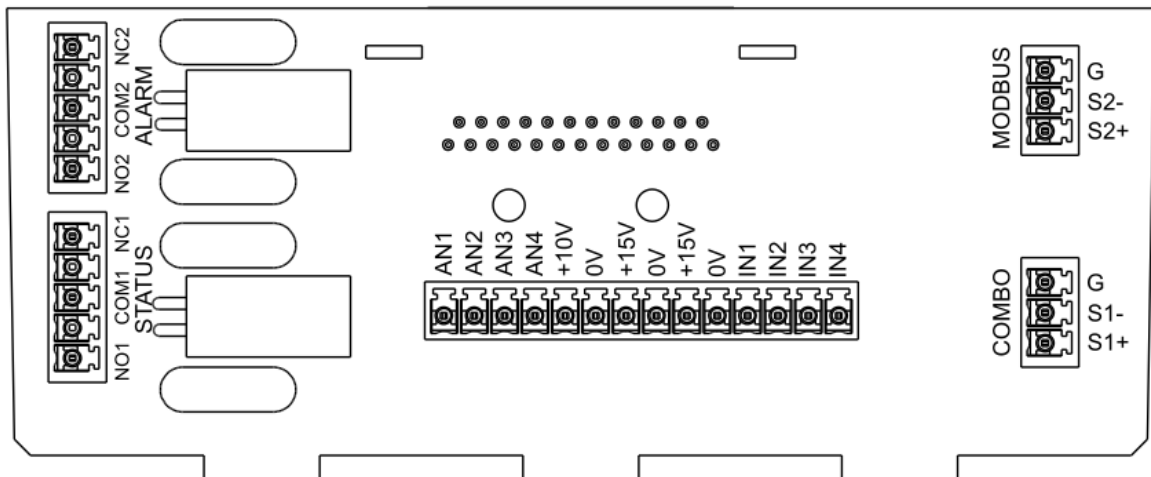 NC2
COM2
NO2
ALARM
NC1
COM1
NO1
STATUS
AN1
AN2
AN3
AN4
+10V
0V
+15V
0V
+15V
0V
IN1
IN2
IN3
IN4
MODBUS
G
S2-
S2+
COMBO
G
S1-
S1+